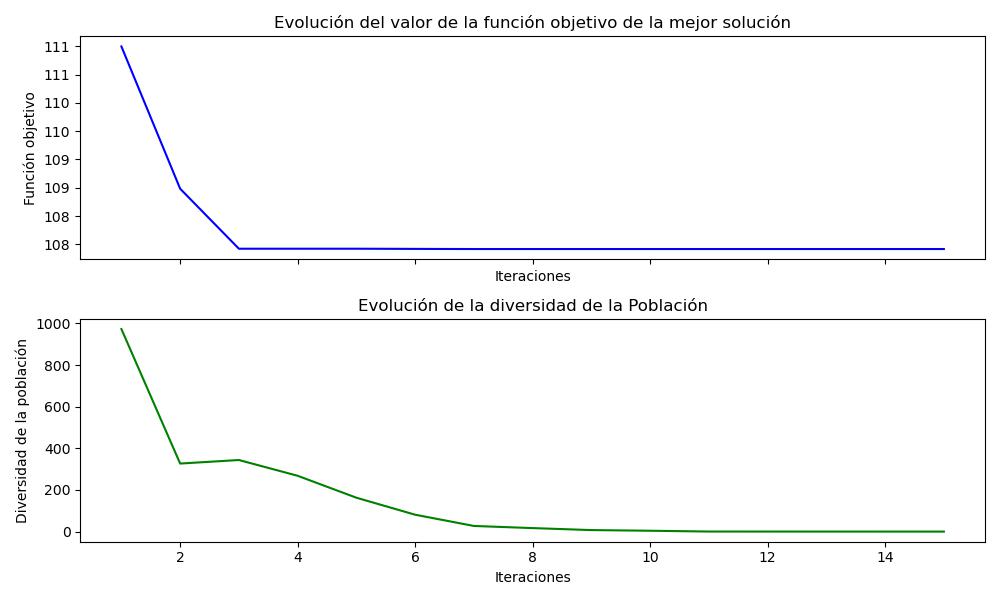 Evolución del valor de la función objetivo de la mejor solución
111
111
110
110
109
109
108
108
Función objetivo
Iteraciones
Evolución de la diversidad de la Población
1000
800
600
400
200
0
Diversidad de la población
2 4 6 8 10 12 14
Iteraciones